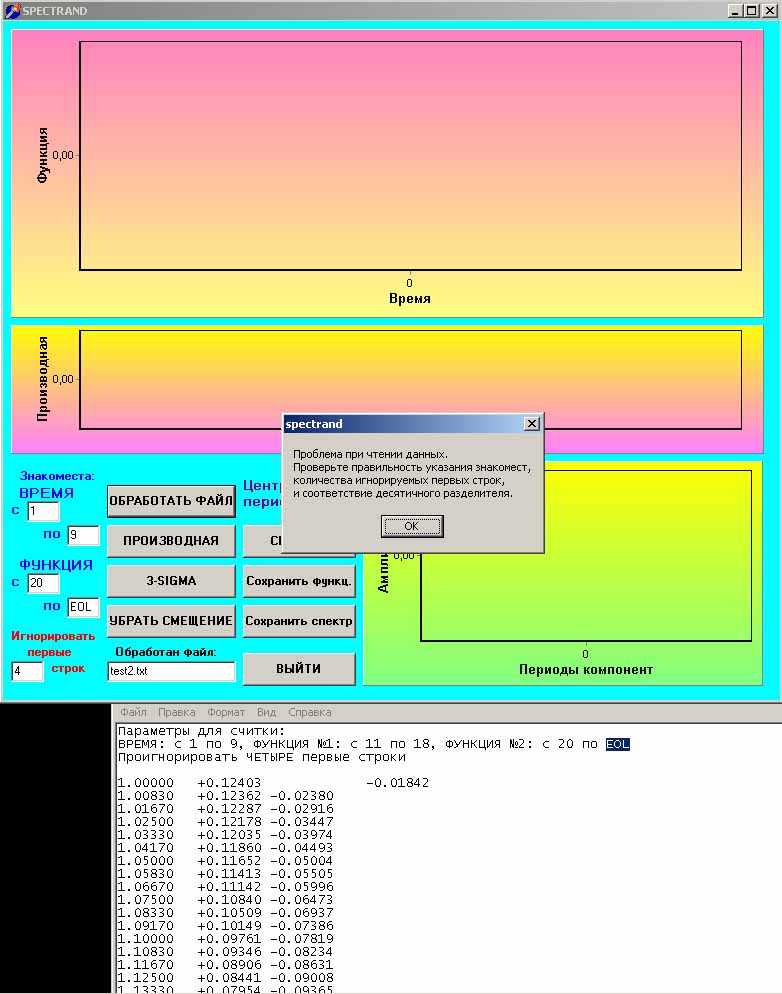 SPECTRAND
Функция
0,00
0
Время
Производная
0,00
spectrand
Проблема при чтении данных.
Проверьте правильность указания знакомест,
количества игнорируемых первых строк,
и соответствие десятичного разделителя.
OK
Знакоместа:
ВРЕМЯ
с 1
по 9
ФУНКЦИЯ
с 20
по EOL
Игнорировать
первые
4 строк
ОБРАБОТАТЬ ФАЙЛ
ПРОИЗВОДНАЯ
3-SIGMA
УБРАТЬ СМЕЩЕНИЕ
Обработан файл:
test2.txt
Сохранить функц.
Сохранить спектр
ВЫЙТИ
0,00
0
Периоды компонент
Файл Правка Формат Вид Справка
Параметры для считки:
ВРЕМЯ: с 1 по 9, ФУНКЦИЯ №1: с 11 по 18, ФУНКЦИЯ №2: с 20 по EOL
Проигнорировать ЧЕТЫРЕ первые строки
1.00000 +0.12403 -0.01842
1.00830 +0.12362 -0.02380
1.01670 +0.12287 -0.02916
1.02500 +0.12178 -0.03447
1.03330 +0.12035 -0.03974
1.04170 +0.11860 -0.04493
1.05000 +0.11652 -0.05004
1.05830 +0.11413 -0.05505
1.06670 +0.11142 -0.05996
1.07500 +0.10840 -0.06473
1.08330 +0.10509 -0.06937
1.09170 +0.10149 -0.07386
1.10000 +0.09761 -0.07819
1.10830 +0.09346 -0.08234
1.11670 +0.08906 -0.08631
1.12500 +0.08441 -0.09008
1.13330 +0.07954 -0.09365